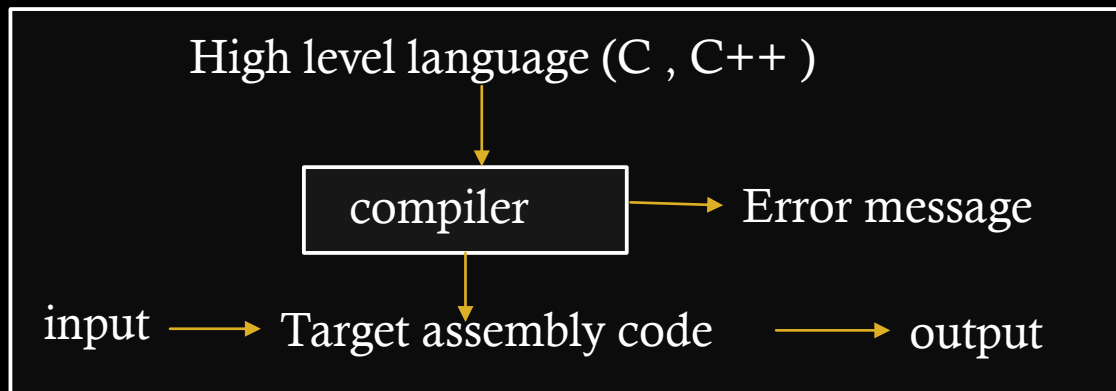 High level language (C , C++ )
compiler
Error message
input
Target assembly code
output